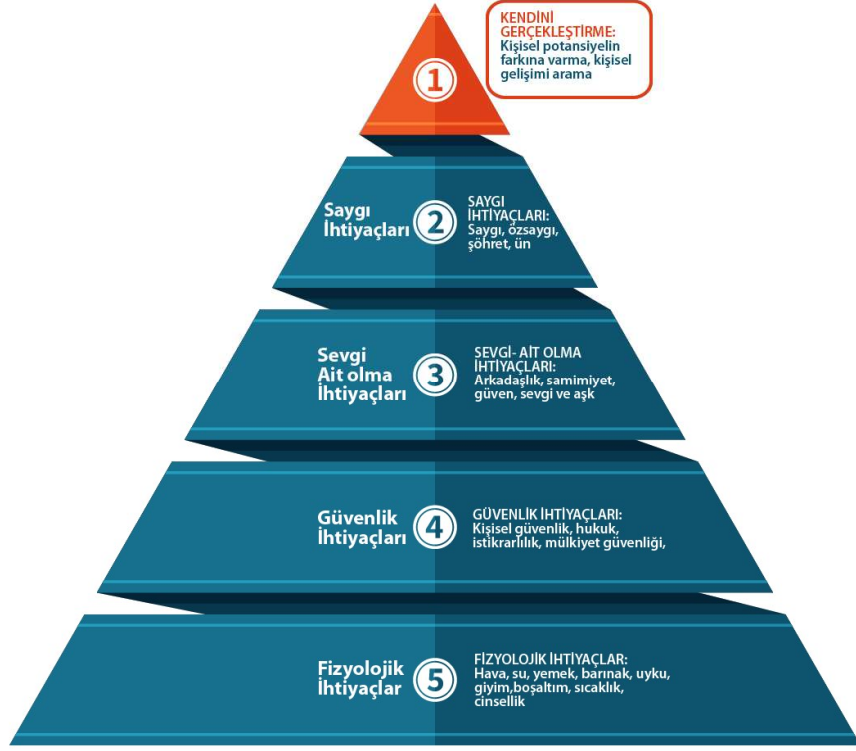 KENDİNİ
GERÇEKLEŞTİRME:
Kişisel potansiyelin
farkına varma, kişisel
gelişimi arama
1
Saygı
İhtiyaçları
2
SAYGI
İHTİYAÇLARI:
Saygı, özsaygı,
şöhret, ün
Sevgi
Ait olma
İhtiyaçları
3
SEVGİ- AİT OLMA
İHTİYAÇLARI:
Arkadaşlık, samimiyet,
güven, sevgi ve aşk
Güvenlik
İhtiyaçları
4
GÜVENLİK İHTİYAÇLARI:
Kişisel güvenlik, hukuk,
istikrarlılık, mülkiyet güvenliği,
Fizyolojik
İhtiyaçlar
5
FİZYOLOJİK İHTİYAÇLAR:
Hava, su, yemek, barınak, uyku,
giyim,boşaltım, sıcaklık,
cinsellik